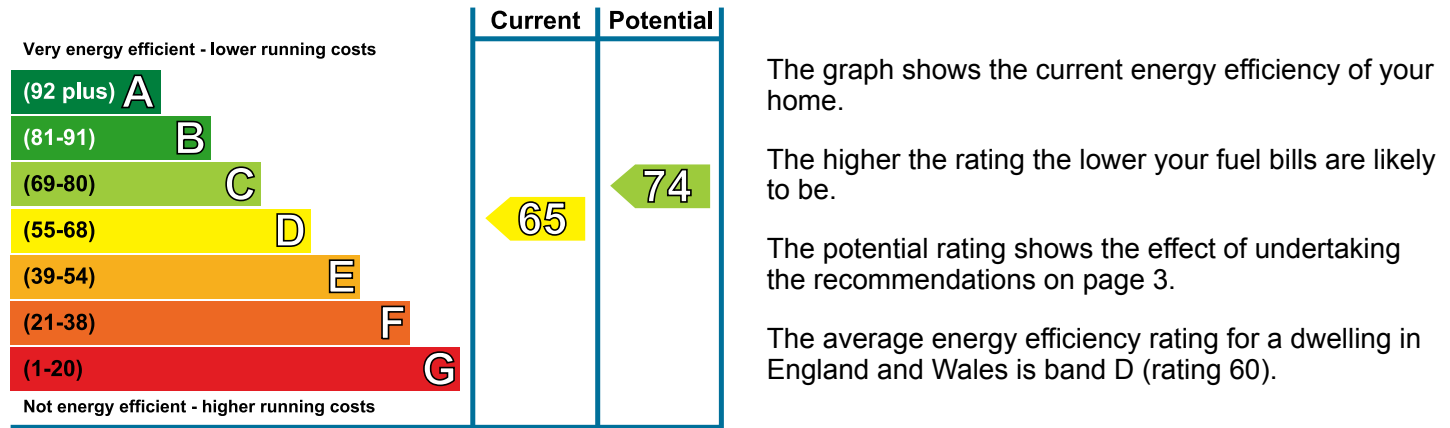 Current Potential
Very energy efficient - lower running costs
(92 plus) A
(81-91) B
(69-80) C
(55-68) D
(39-54) E
(21-38) F
(1-20) G
Not energy efficient - higher running costs
65
74
The graph shows the current energy efficiency of your
home.
The higher the rating the lower your fuel bills are likely
to be.
The potential rating shows the effect of undertaking
the recommendations on page 3.
The average energy efficiency rating for a dwelling in
England and Wales is band D (rating 60).